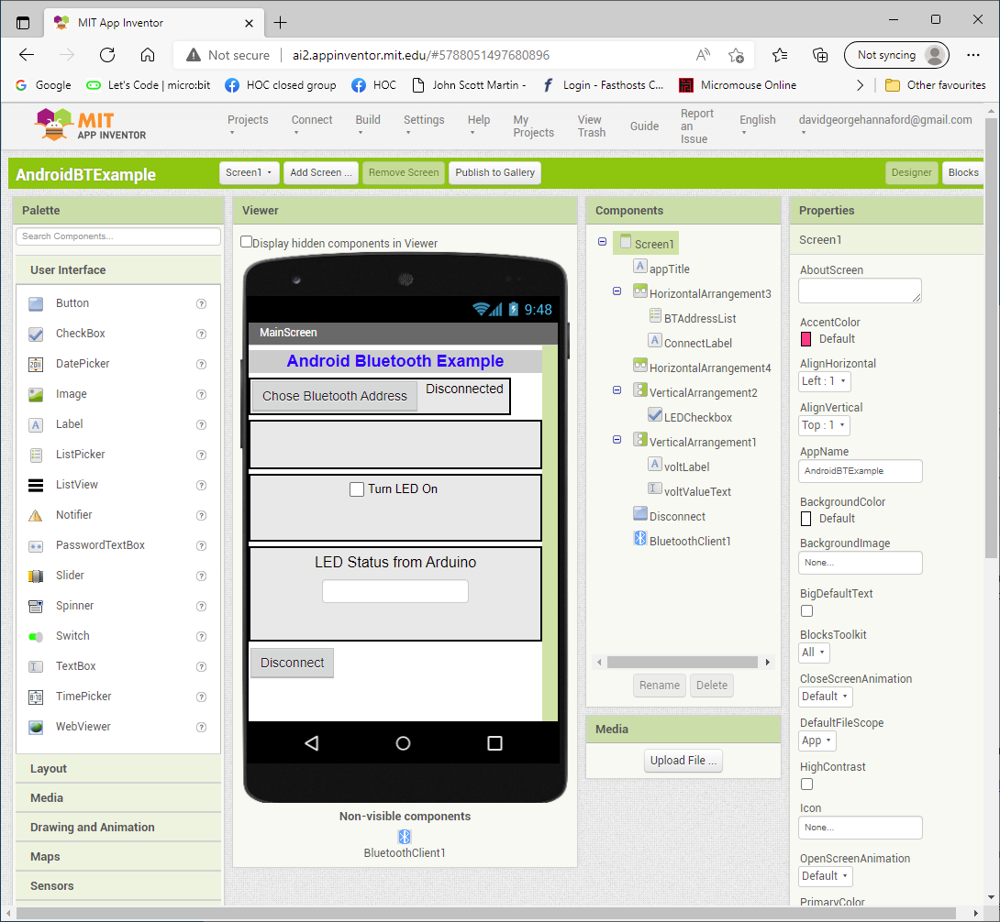 MIT App Inventor
Not secure
ai2.appinventor.mit.edu/#5788051497680896
Not syncing
Google
Let's Code | micro:bit
HOC closed group
HOC
John Scott Martin -
Login - Fasthosts C...
Micromouse Online
Other favourites
MIT
APP INVENTOR
Projects
Connect
Build
Settings
Help
My
Projects
View
Trash
Guide
Report
an
Issue
English
davidgeorgehannaford@gmail.com
AndroidBTExample
Screen1
Add Screen ...
Remove Screen
Publish to Gallery
Designer
Blocks
Palette
Search Components...
User Interface
Button
CheckBox
DatePicker
Image
Label
ListPicker
ListView
Notifier
PasswordTextBox
Slider
Spinner
Switch
TextBox
TimePicker
WebViewer
Layout
Media
Drawing and Animation
Maps
Sensors
Viewer
Display hidden components in Viewer
9:48
MainScreen
Android Bluetooth Example
Chose Bluetooth Address
Disconnected
Turn LED On
LED Status from Arduino
Disconnect
Non-visible components
BluetoothClient1
Components
Screen1
appTitle
HorizontalArrangement3
BTAddressList
ConnectLabel
HorizontalArrangement4
VerticalArrangement2
LEDCheckbox
VerticalArrangement1
voltLabel
voltValueText
Disconnect
BluetoothClient1
Rename
Delete
Media
Upload File ...
Properties
Screen1
AboutScreen
AccentColor
Default
AlignHorizontal
Left : 1
AlignVertical
Top : 1
AppName
AndroidBTExample
BackgroundColor
Default
BackgroundImage
None...
BigDefaultText
BlocksToolkit
All
CloseScreenAnimation
Default
DefaultFileScope
App
HighContrast
Icon
None...
OpenScreenAnimation
Default
PrimaryColor